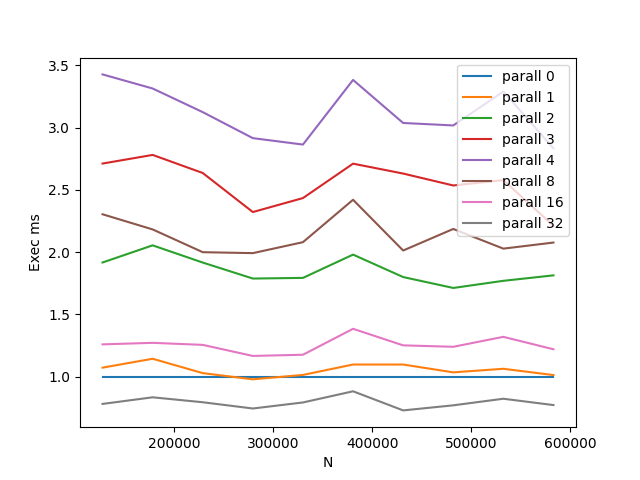 3.5
3.0
2.5
2.0
1.5
1.0
Exec ms
200000
300000
400000
500000
600000
N
parall 0
parall 1
parall 2
parall 3
parall 4
parall 8
parall 16
parall 32